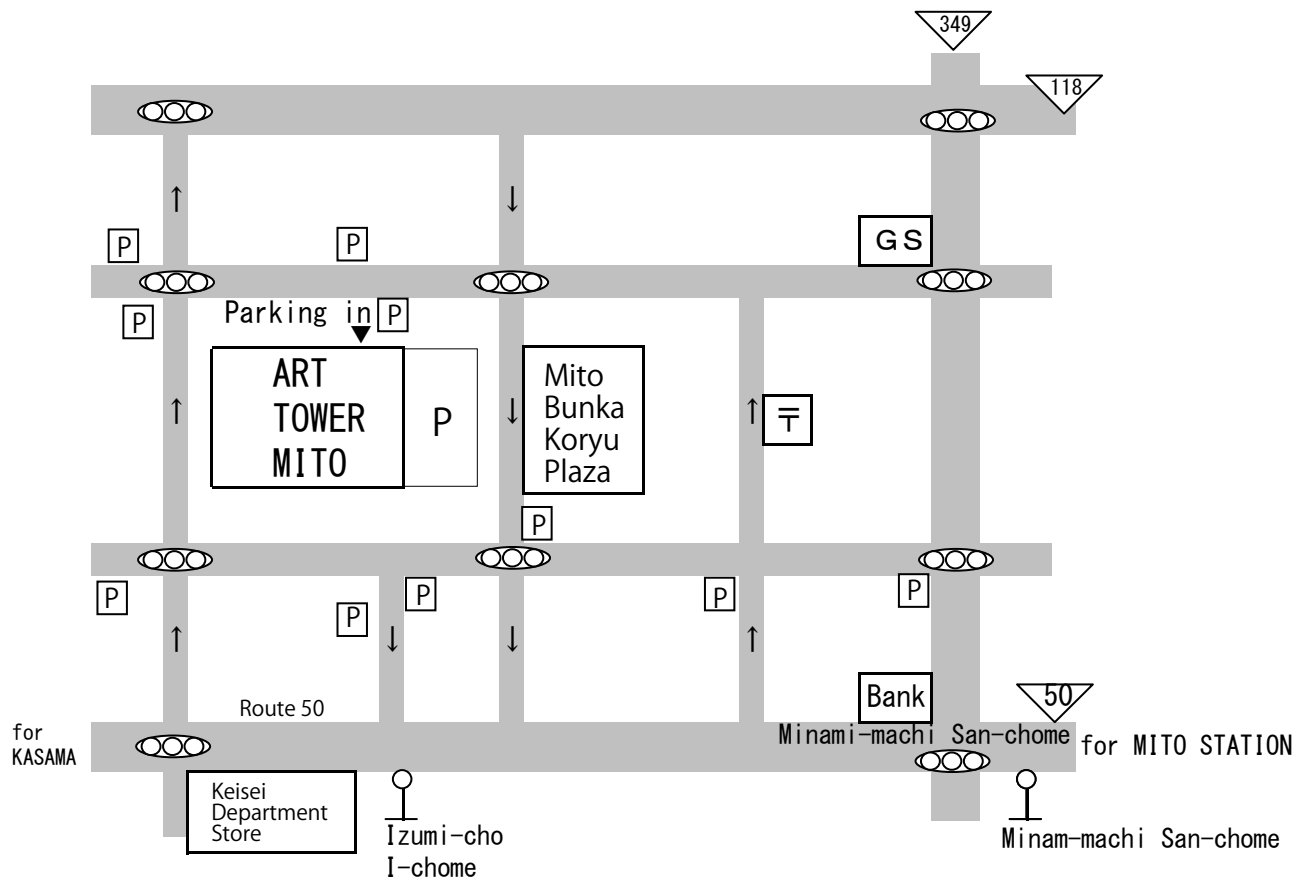 349
118
↑
↓
P
P
GS
P
Parking in
P
▼
ART
TOWER
MITO
P
Mito
Bunka
Koryu
Plaza
↑
↓
↑
〒
P
P
P
P
P
P
↑
↓
↓
↑
Route 50
Bank
50
for
KASAMA
Minami-machi San-chome
for MITO STATION
Keisei
Department
Store
Izumi-cho
I-chome
Minam-machi San-chome